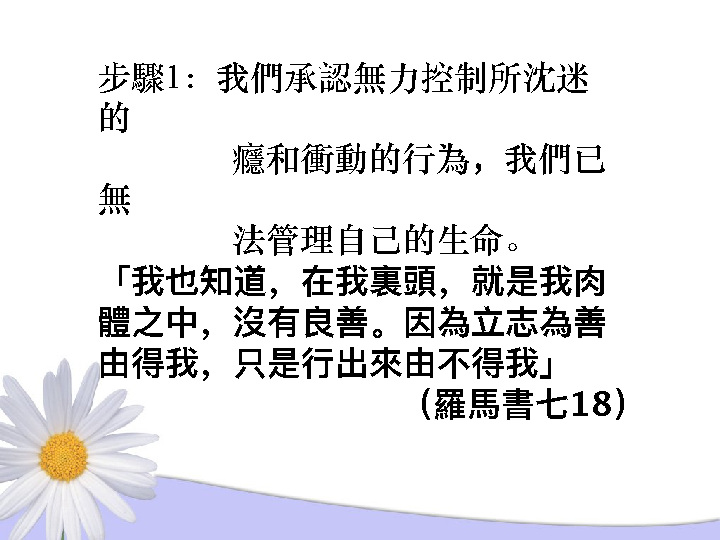 步驟1：我們承認無力控制所沈迷
的
癮和衝動的行為，我們已
無
法管理自己的生命。
「我也知道，在我裏頭，就是我肉
體之中，沒有良善。因為立志為善
由得我，只是行出來由不得我」
（羅馬書七18）